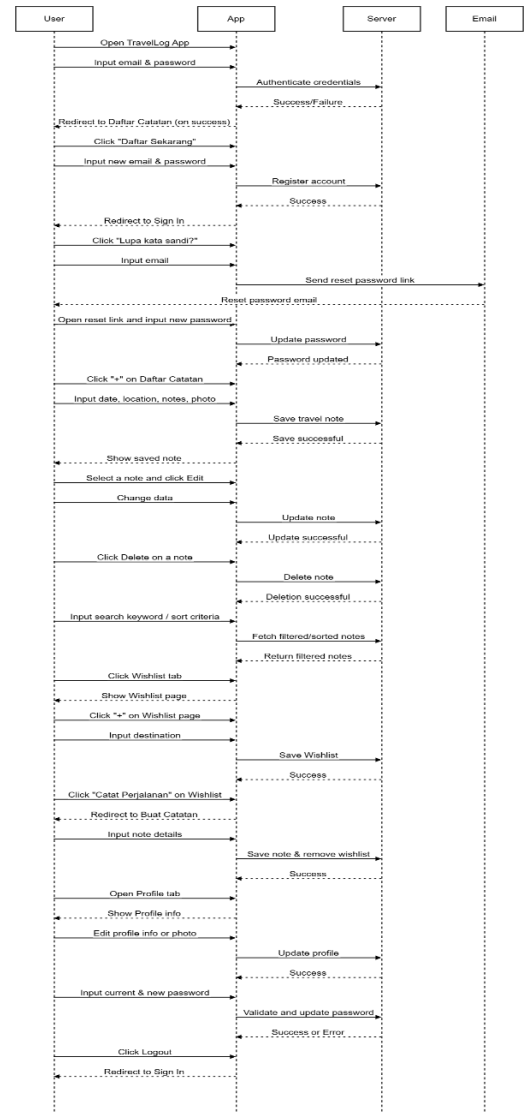 User App Server Email
Open TravelLog App
Input email & password
Authenticate credentials
Success/Failure
Redirect to Daftar Catatan (on success)
Click "Daftar Sekarang"
Input new email & password
Register account
Success
Redirect to Sign In
Click "Lupa kata sandi?"
Input email
Send reset password link
Reset password email
Open reset link and input new password
Update password
Password updated
Click "+" on Daftar Catatan
Input date, location, notes, photo
Save travel note
Save successful
Show saved note
Select a note and click Edit
Change data
Update note
Update successful
Click Delete on a note
Delete note
Deletion successful
Input search keyword / sort criteria
Fetch filtered/sorted notes
Return filtered notes
Click Wishlist tab
Show Wishlist page
Click "+" on Wishlist page
Input destination
Save Wishlist
Success
Click "Catat Perjalanan" on Wishlist
Redirect to Buat Catatan
Input note details
Save note & remove wishlist
Success
Open Profile tab
Show Profile info
Edit profile info or photo
Update profile
Success
Input current & new password
Validate and update password
Success or Error
Click Logout
Redirect to Sign In